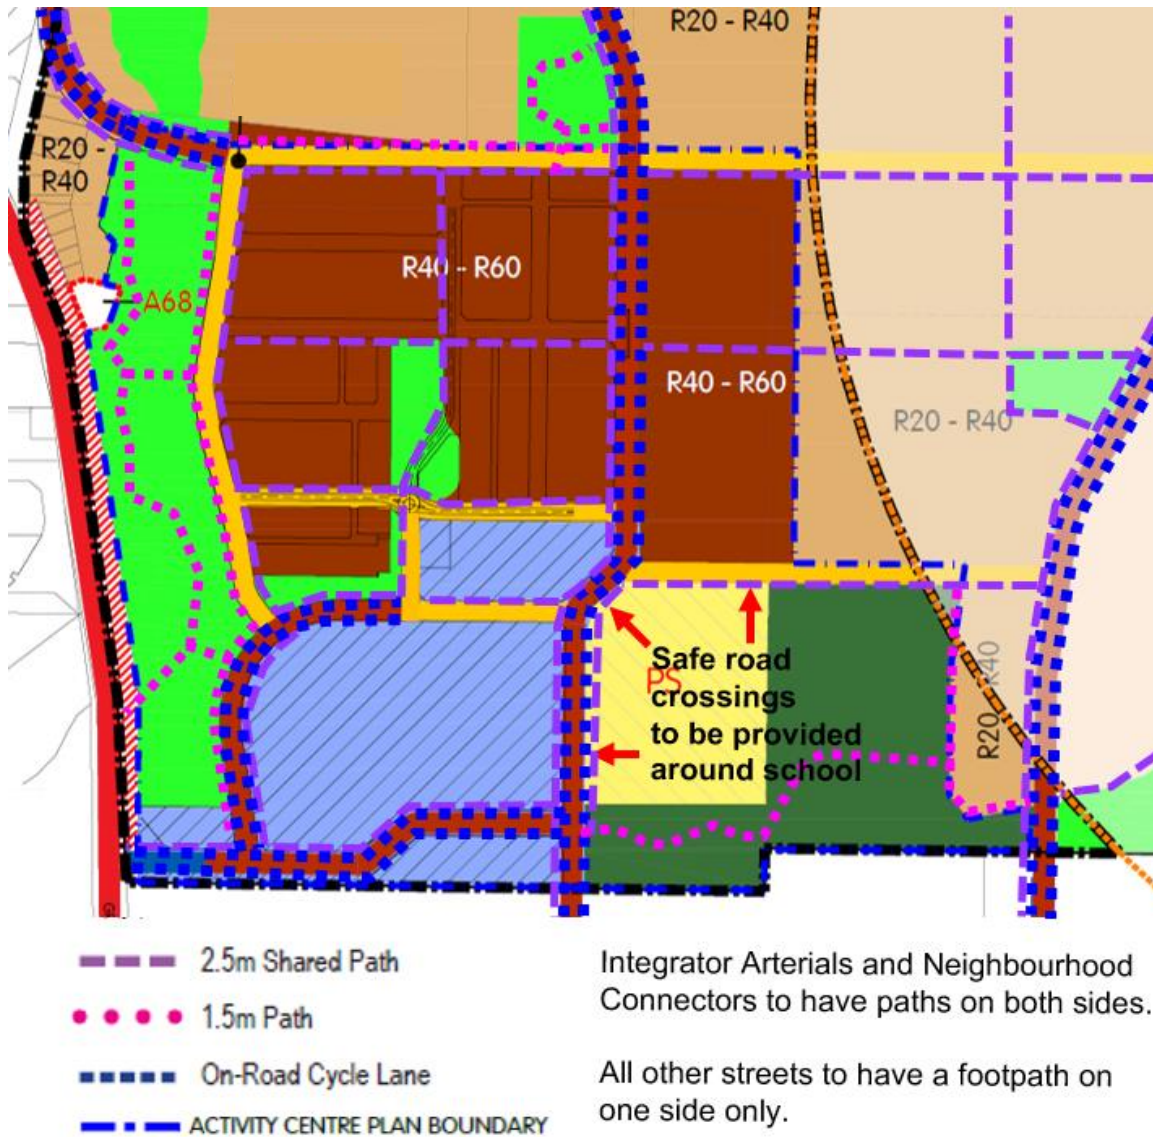 R20 - R40
R20 -
R40
R40 - R60
A68
R40 - R60
R20 - R40
Safe road
PS
crossings
to be provided
around school
R20 - R40
2.5m Shared Path
1.5m Path
On-Road Cycle Lane
ACTIVITY CENTRE PLAN BOUNDARY
Integrator Arterials and Neighbourhood
Connectors to have paths on both sides.
All other streets to have a footpath on
one side only.